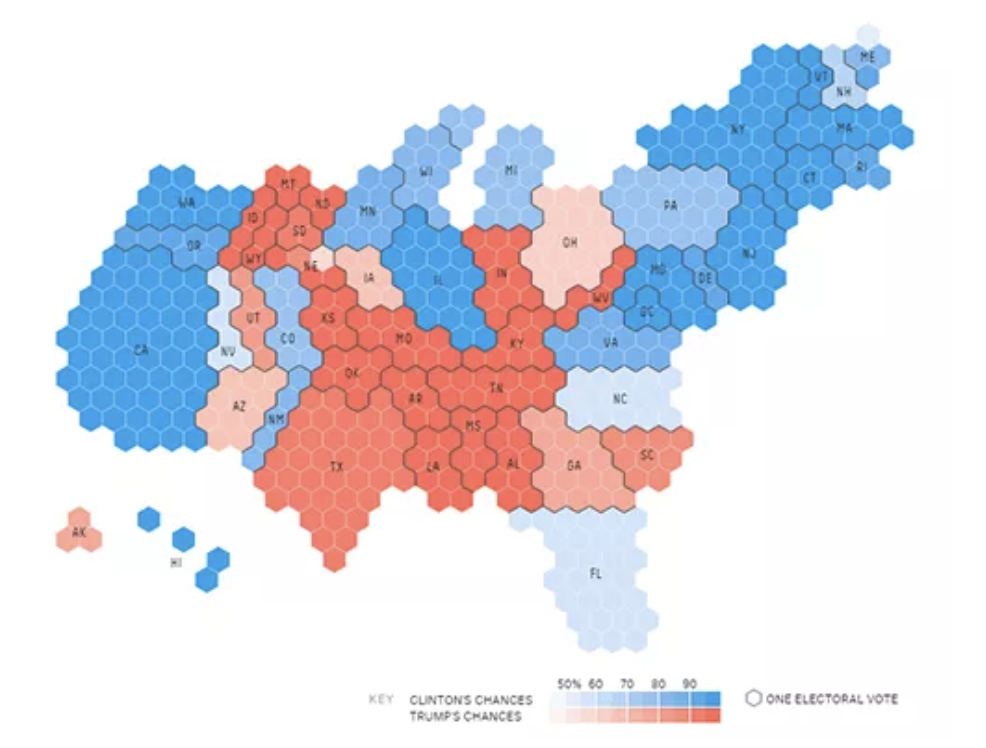 ME
VT
NH
NY
MA
RI
CT
WI
MI
MT
WA
ND
ID
MN
PA
SD
OR
OH
NJ
WY
NE
IA
IL
IN
MD
DE
WV
DC
UT
KS
CO
MO
KY
VA
CA
NV
OK
TN
AR
NC
AZ
NM
MS
TX
LA
AL
GA
SC
AK
HI
FL
50% 60 70 80 90
KEY CLINTON'S CHANCES
TRUMP'S CHANCES
ONE ELECTORAL VOTE